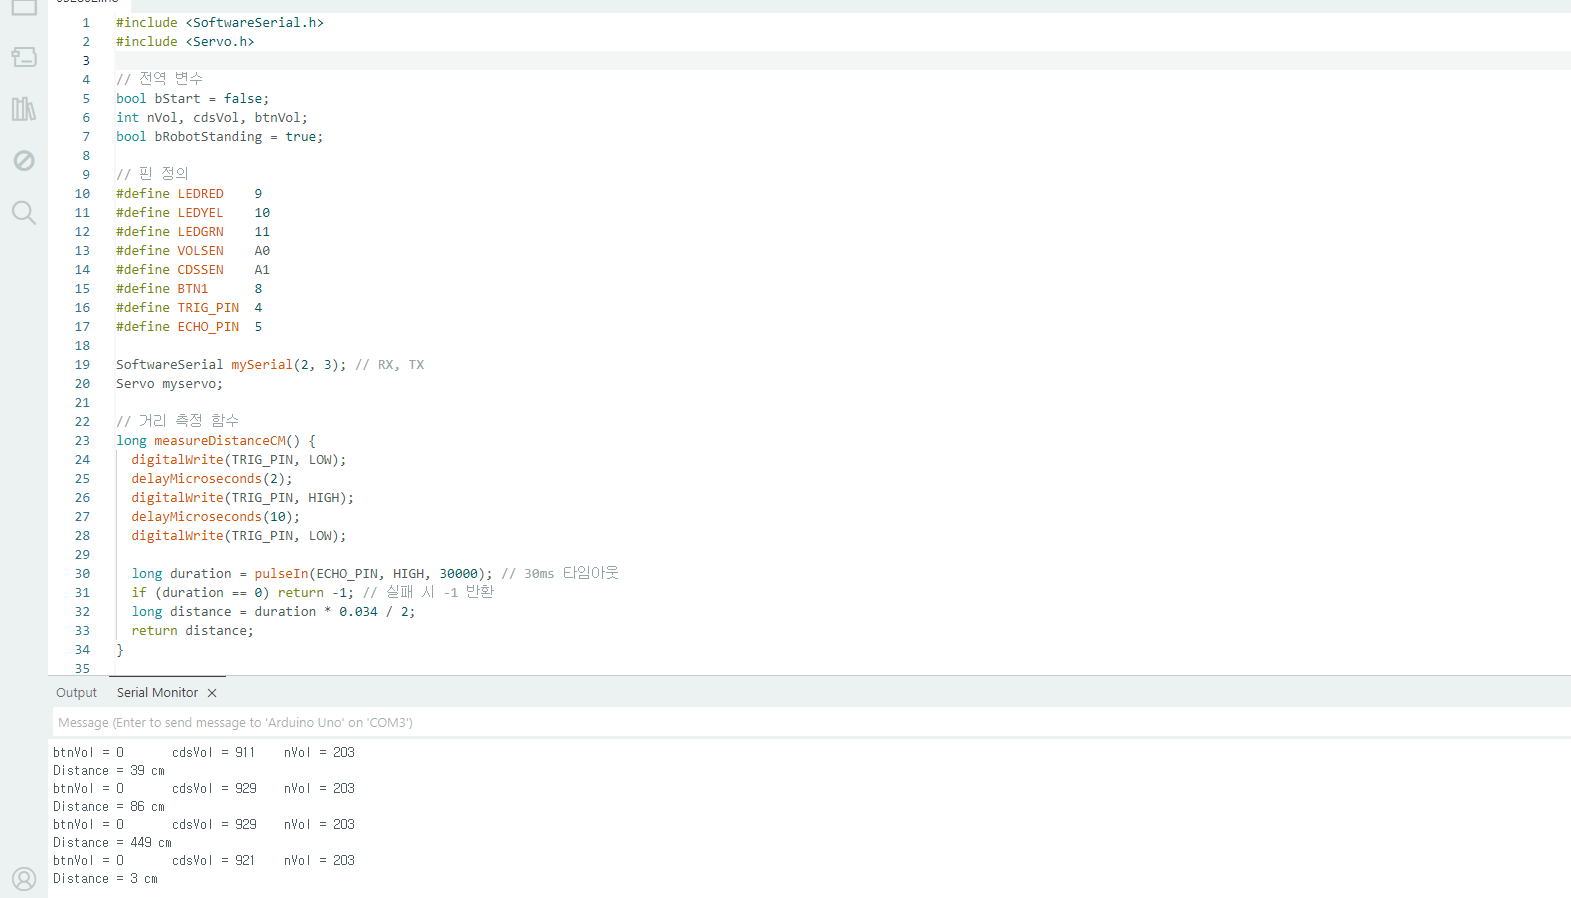 1 #include <SoftwareSerial.h>
2 #include <Servo.h>
3
4 // 전역 변수
5 bool bStart = false;
6 int nVol, cdsVol, btnVol;
7 bool bRobotStanding = true;
8
9 // 핀 정의
10 #define LEDRED    9
11 #define LEDYEL    10
12 #define LEDGRN    11
13 #define VOLSEN    A0
14 #define CDSSEN    A1
15 #define BTN1      8
16 #define TRIG_PIN  4
17 #define ECHO_PIN  5
18
19 SoftwareSerial mySerial(2, 3); // RX, TX
20 Servo myservo;
21
22 // 거리 측정 함수
23 long measureDistanceCM() {
24   digitalWrite(TRIG_PIN, LOW);
25   delayMicroseconds(2);
26   digitalWrite(TRIG_PIN, HIGH);
27   delayMicroseconds(10);
28   digitalWrite(TRIG_PIN, LOW);
29
30   long duration = pulseIn(ECHO_PIN, HIGH, 30000); // 30ms 타임아웃
31   if (duration == 0) return -1; // 실패 시 -1 반환
32   long distance = duration * 0.034 / 2;
33   return distance;
34 }
35
Output Serial Monitor
Message (Enter to send message to 'Arduino Uno' on 'COM3')
btnVol = 0 cdsVol = 911 nVol = 203
Distance = 39 cm
btnVol = 0 cdsVol = 929 nVol = 203
Distance = 86 cm
btnVol = 0 cdsVol = 929 nVol = 203
Distance = 449 cm
btnVol = 0 cdsVol = 921 nVol = 203
Distance = 3 cm